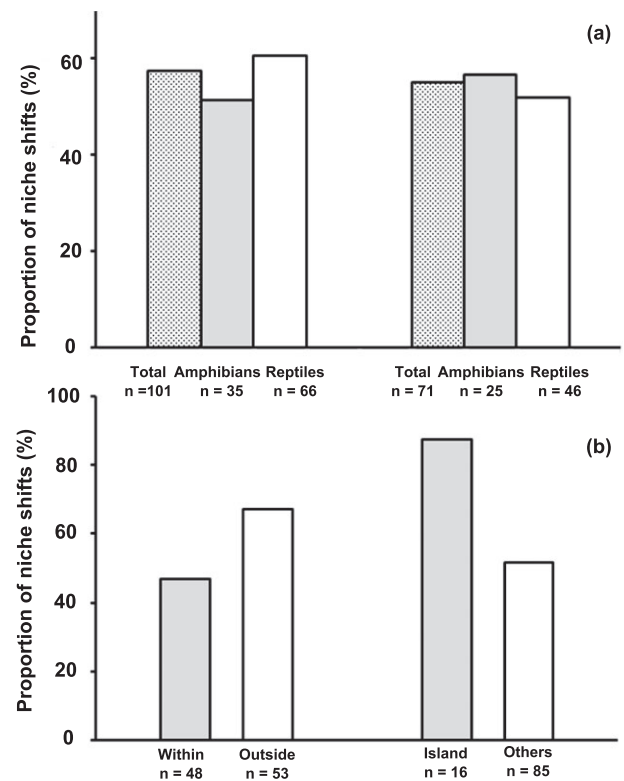 (a)
Proportion of niche shifts (%)
60
40
20
0
Total Amphibians Reptiles
n =101 n = 35 n = 66
Total Amphibians Reptiles
n = 71 n = 25 n = 46
(b)
Proportion of niche shifts (%)
100
80
60
40
20
0
Within Outside
n = 48 n = 53
Island Others
n = 16 n = 85